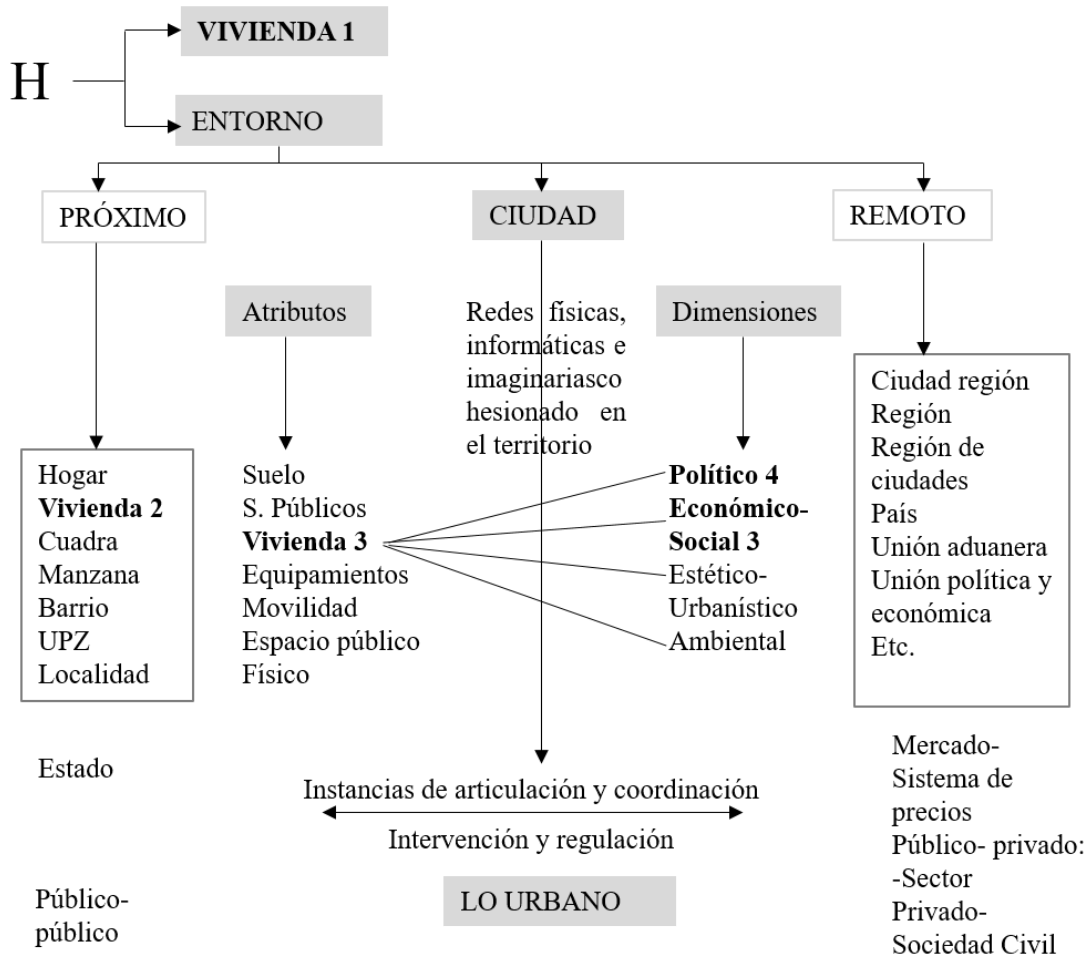 VIVIENDA 1
H
ENTORNO
PRÓXIMO
CIUDAD
REMOTO
Atributos
Redes físicas,
informáticas e
imaginariasco
hesionado en
el territorio
Dimensiones
Hogar
Vivienda 2
Cuadra
Manzana
Barrio
UPZ
Localidad
Suelo
S. Públicos
Vivienda 3
Equipamientos
Movilidad
Espacio público
Físico
Político 4
Económico-
Social 3
Estético-
Urbanístico
Ambiental
Ciudad región
Región
Región de
ciudades
País
Unión aduanera
Unión política y
económica
Etc.
Estado
Instancias de articulación y coordinación
Intervención y regulación
Mercado-
Sistema de
precios
Público- privado:
-Sector
Privado-
Sociedad Civil
Público-
público
LO URBANO